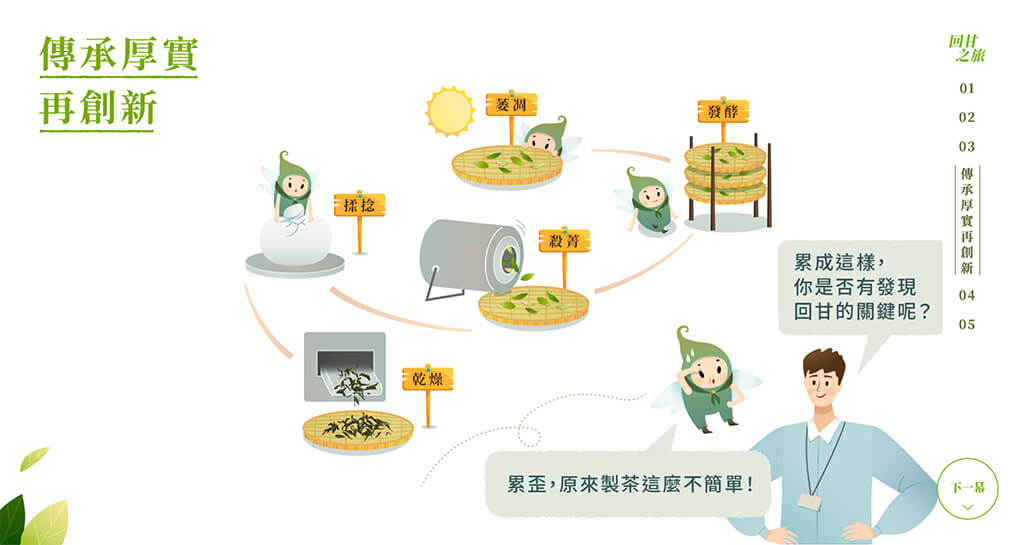 傳承厚實
再創新
萎凋
發酵
揉捻
殺菁
乾燥
累成這樣,
你是否有發現
回甘的關鍵呢?
累歪,原來製茶這麼不簡單!
回甘
之旅
01
02
03
傳承厚實再創新
04
05
下一幕